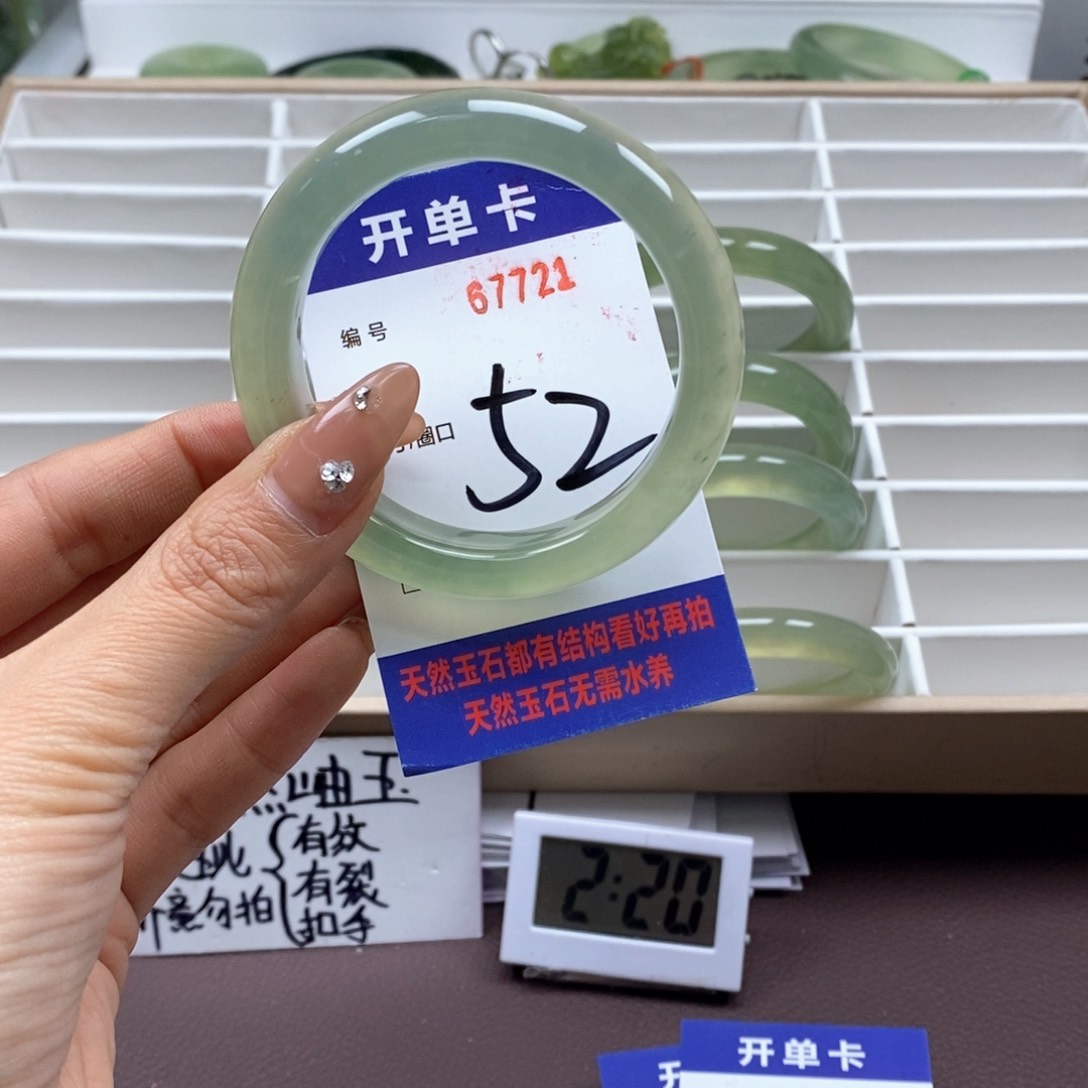 开单卡
67721
编号
圈口
52
天然玉石都有结构看好再拍
天然玉石无需水养
岫玉
有纹
有裂
勿拍
扣手
2:20
开单卡